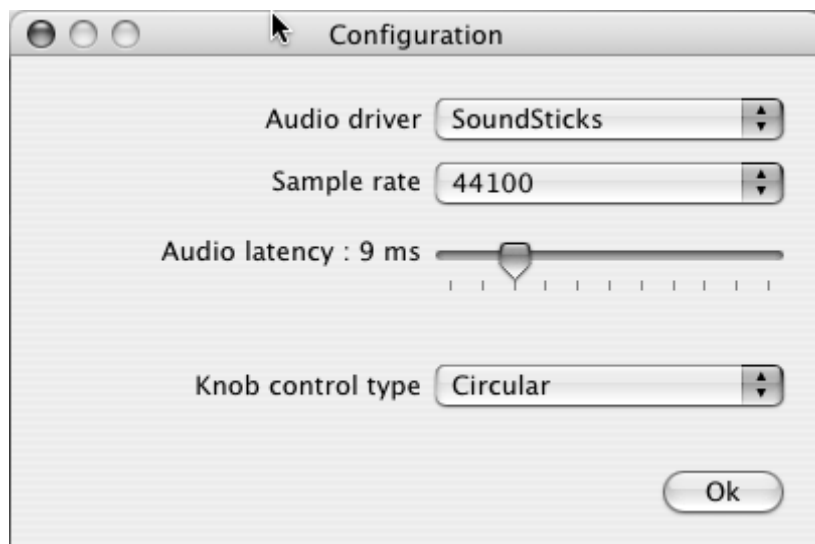 Configuration
Audio driver SoundSticks
Sample rate 44100
Audio latency : 9 ms
Knob control type Circular
Ok